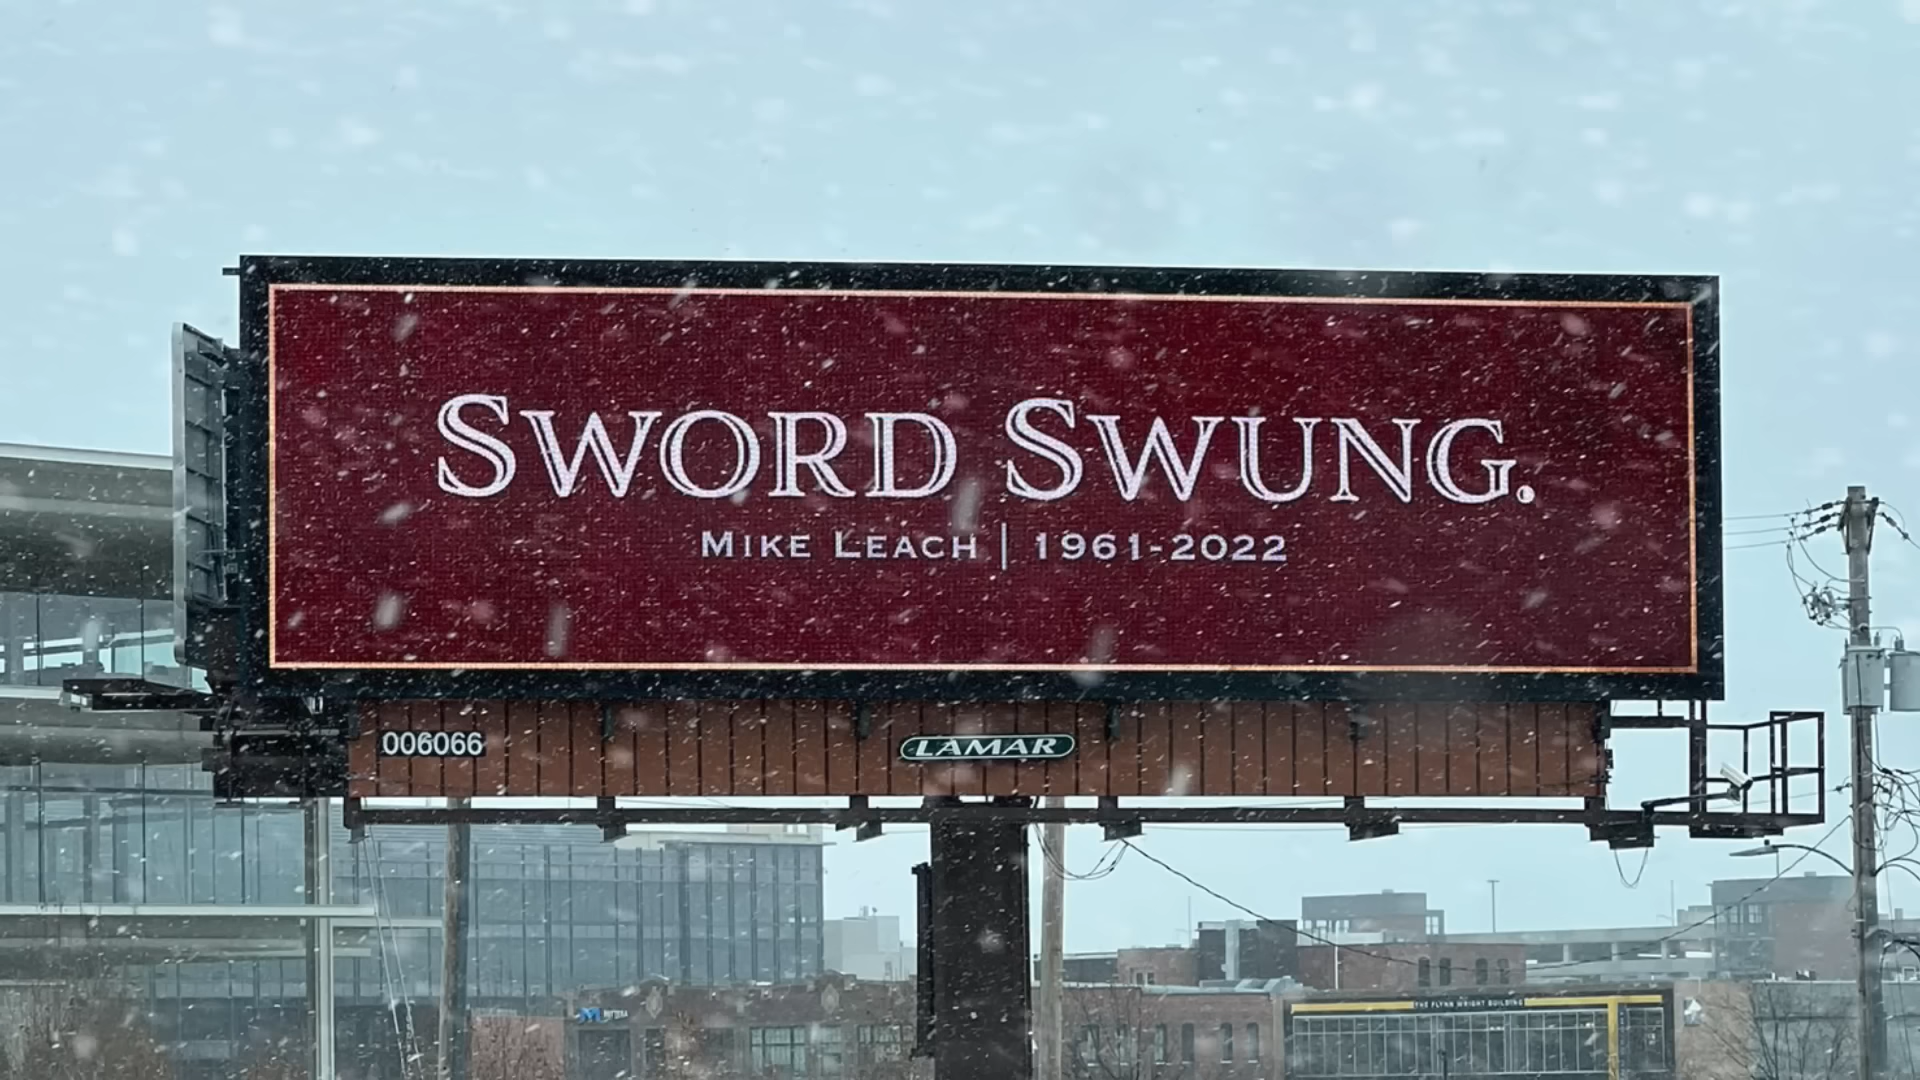 SWORD SWUNG.
MIKE LEACH | 1961-2022
006066
LAMAR
THE FLYNN WRIGHT BUILDING